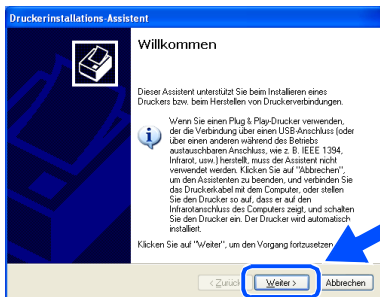 Druckerinstallations-Assistent
Willkommen
Dieser Assistent unterstützt Sie beim Installieren eines
Druckers bzw. beim Herstellen von Druckerverbindungen.
Wenn Sie einen Plug & Play-Drucker verwenden,
der die Verbindung über einen USB-Anschluss (oder
über einen anderen während des Betriebs
austauschbaren Anschluss, wie z. B. IEEE 1394,
Infrarot, usw.) herstellt, muss der Assistent nicht
verwendet werden. Klicken Sie auf "Abbrechen",
um den Assistenten zu beenden, und verbinden Sie
das Druckerkabel mit dem Computer, oder stellen
Sie den Drucker so auf, dass er auf den
Infrarotanschluss des Computers zeigt, und schalten
Sie den Drucker ein. Der Drucker wird automatisch
installiert.
Klicken Sie auf "Weiter", um den Vorgang fortzusetzen.
< Zurück Weiter > Abbrechen